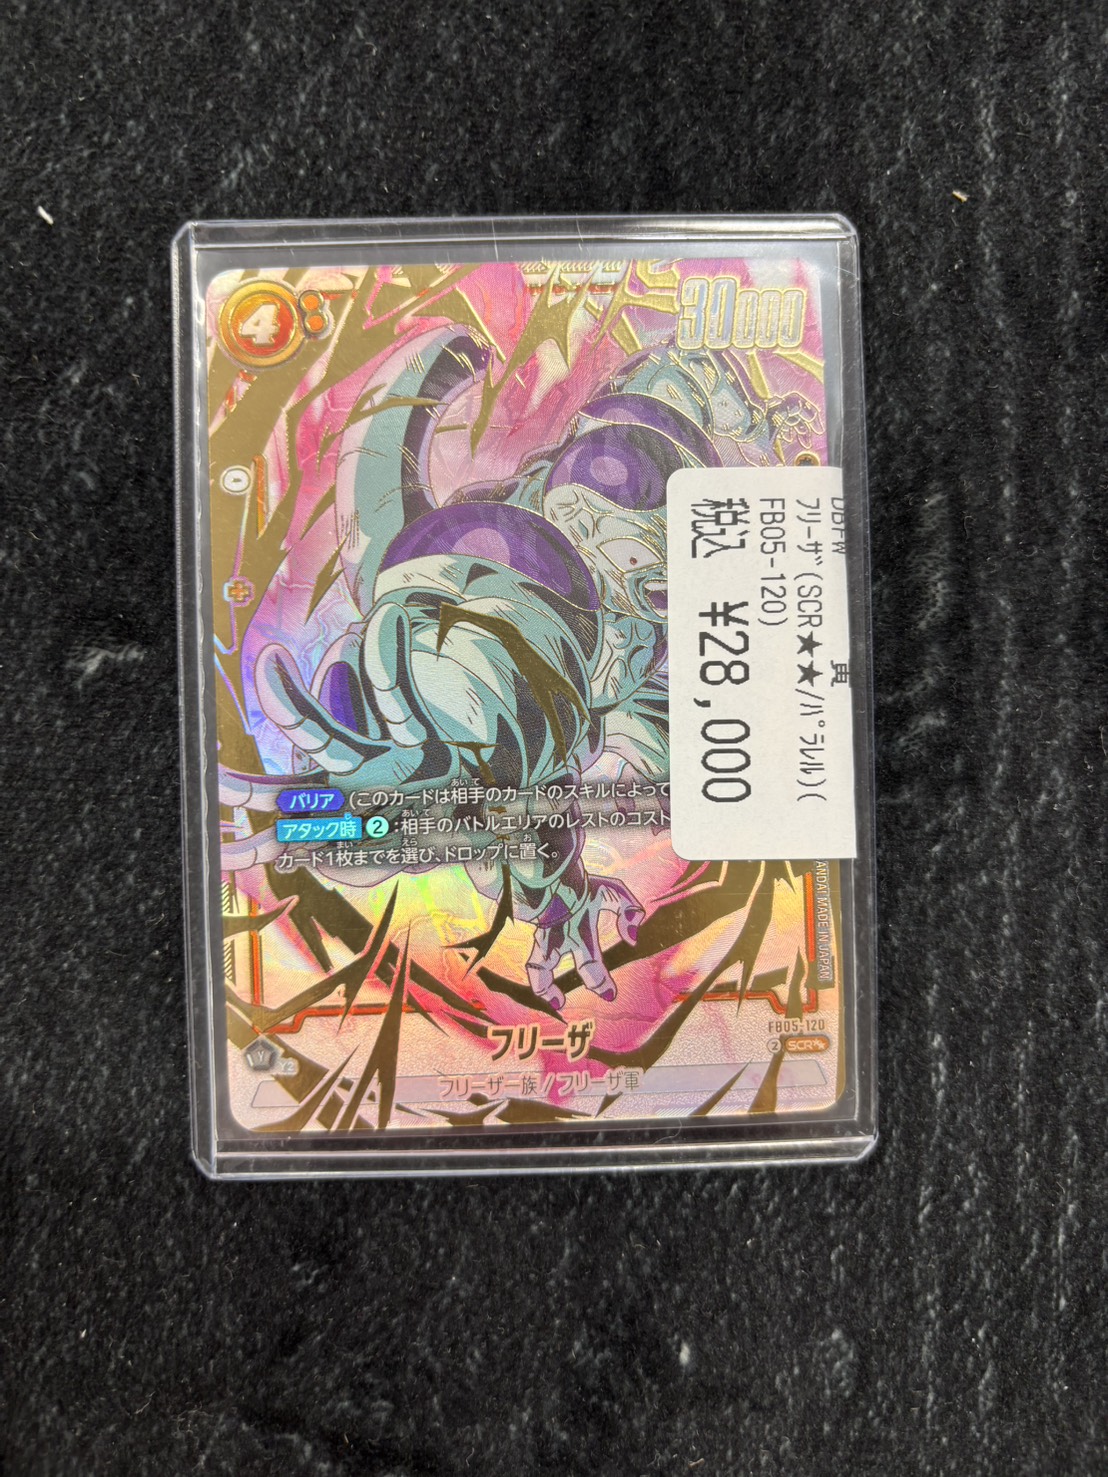 4
30000
バリア (このカードは相手のカードのスキルによって
アタック時 2 :相手のバトルエリアのレストのコスト
カード1枚までを選び、ドロップに置く。
フリーザ
フリーザ一族/フリーザ軍
BANDAI MADE IN JAPAN
FB05-120
2 SCR★★
Y
DBFW 黄
フリーザ(SCR★★/パラレル)(
FB05-120)
税込 ¥28,000